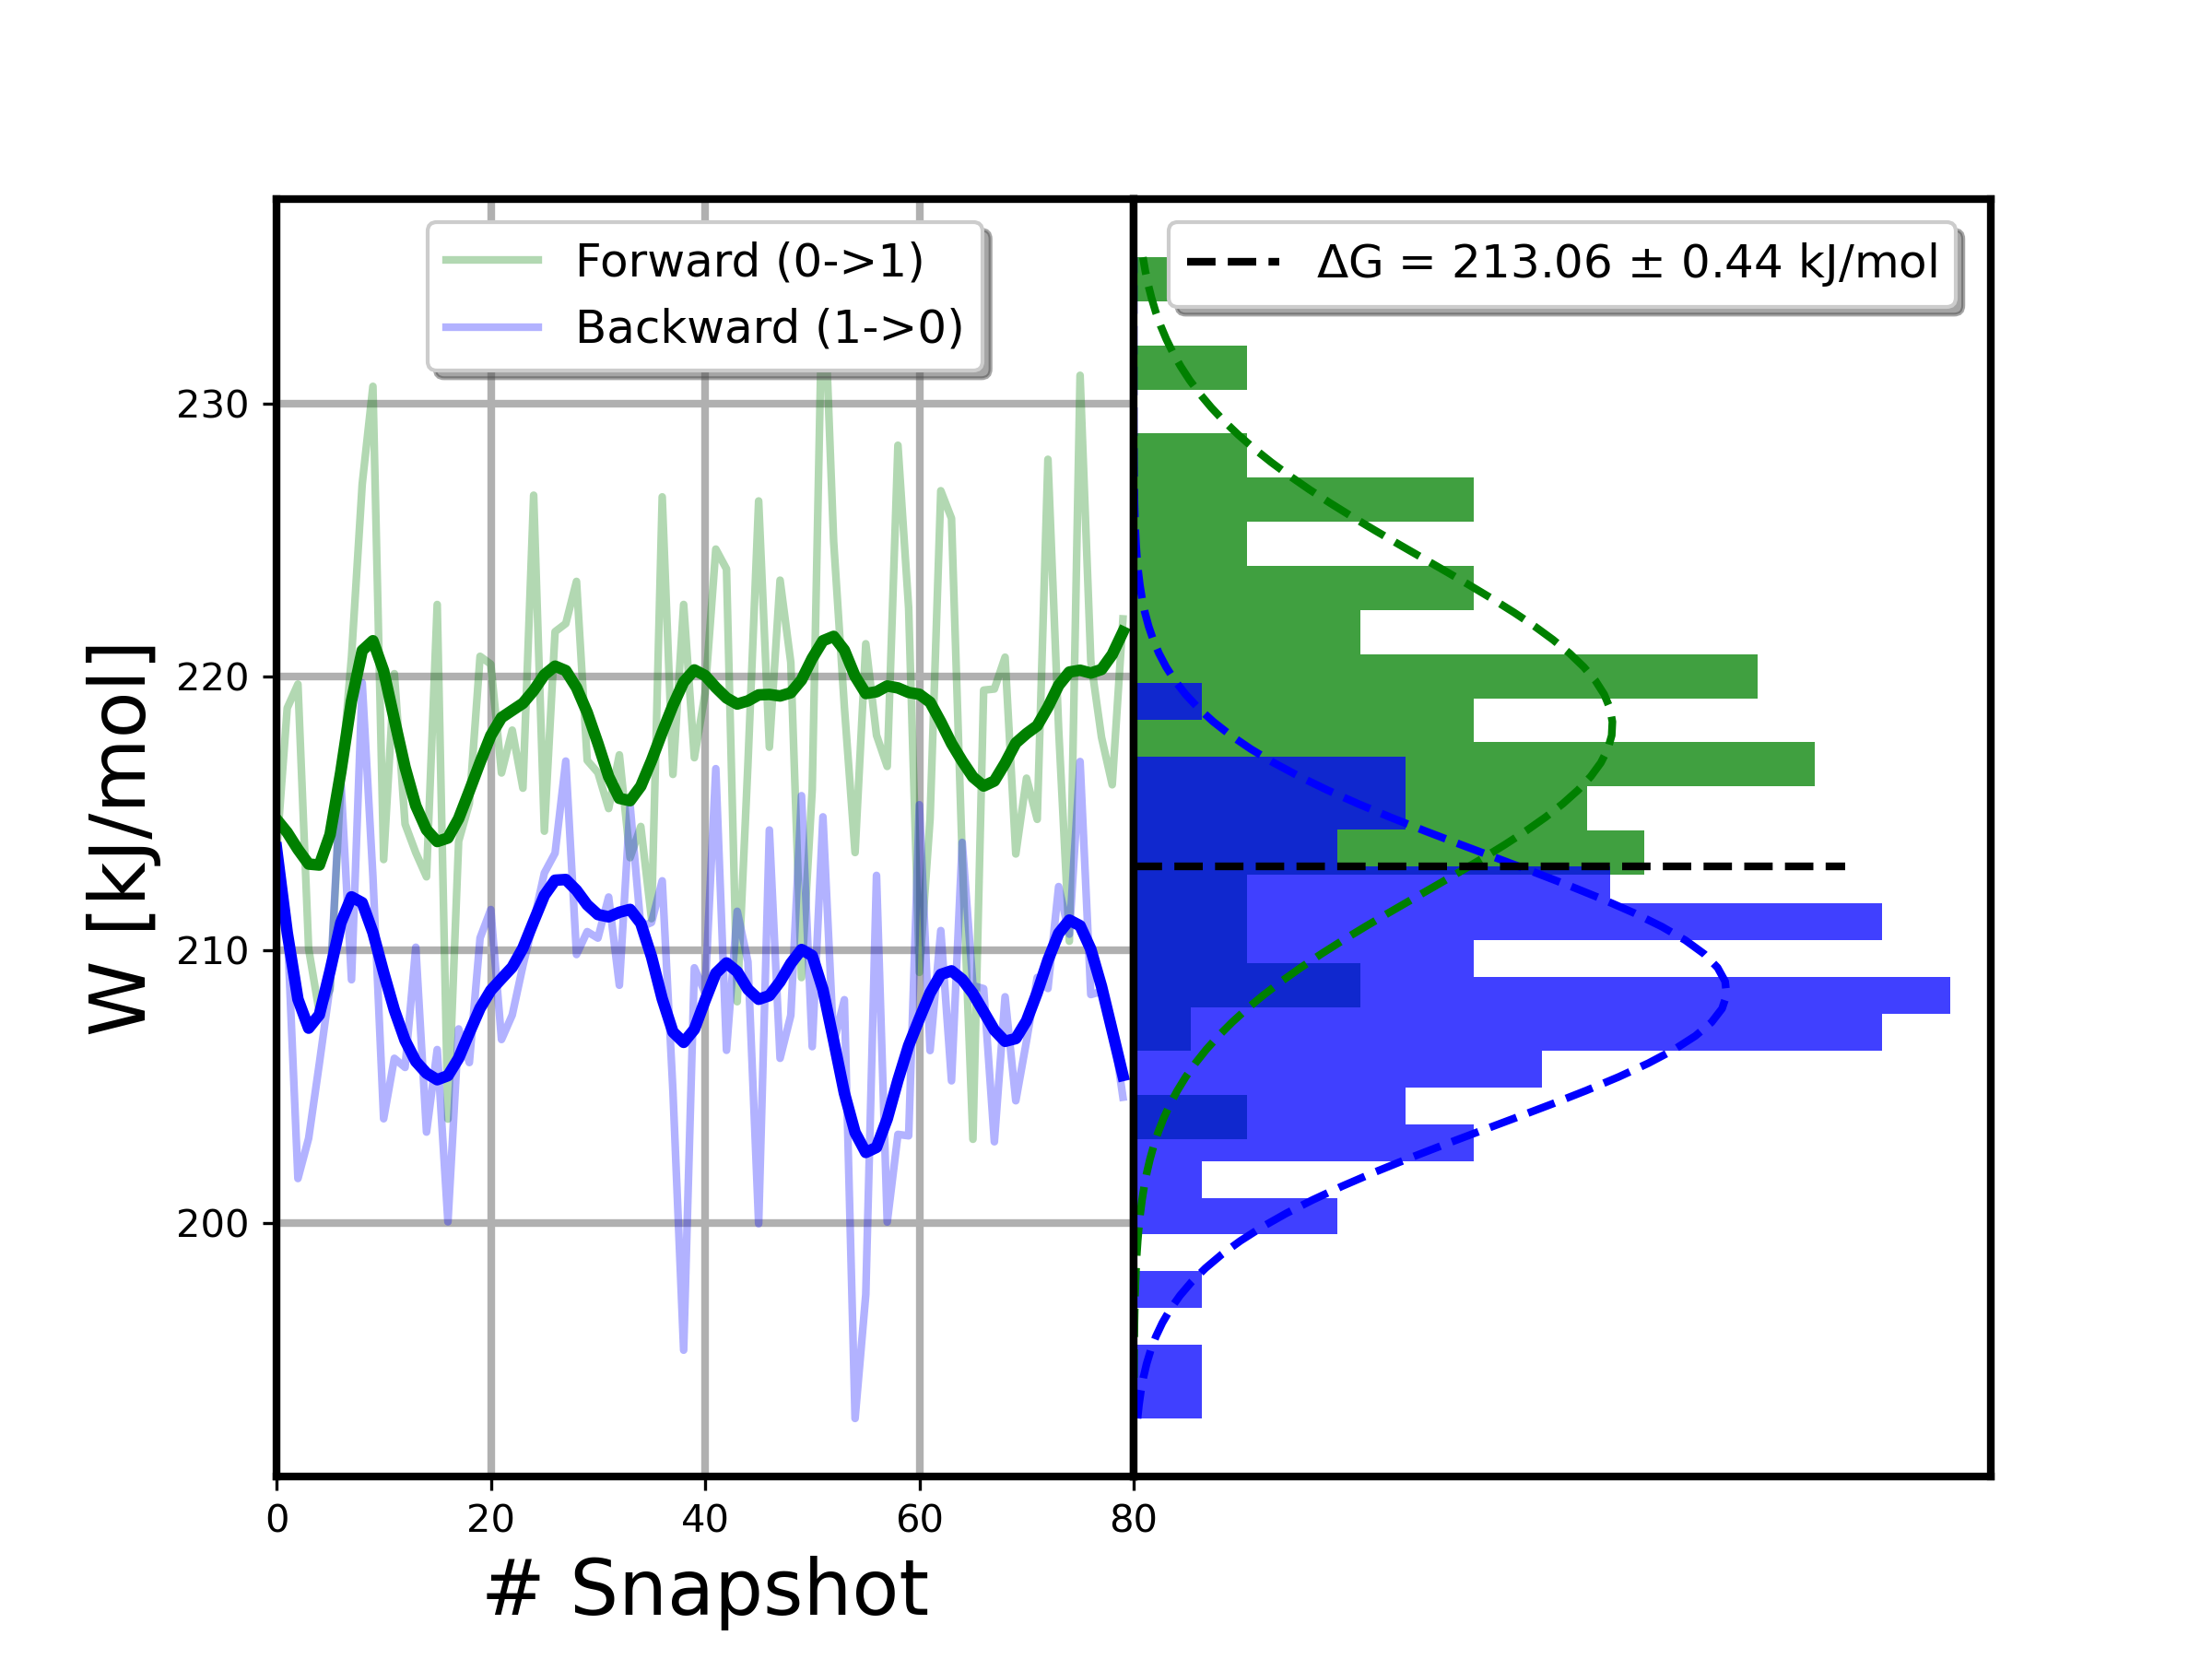 Forward (0->1)
Backward (1->0)
ΔG = 213.06 ± 0.44 kJ/mol
W [kJ/mol]
230
220
210
200
0 20 40 60 80
# Snapshot